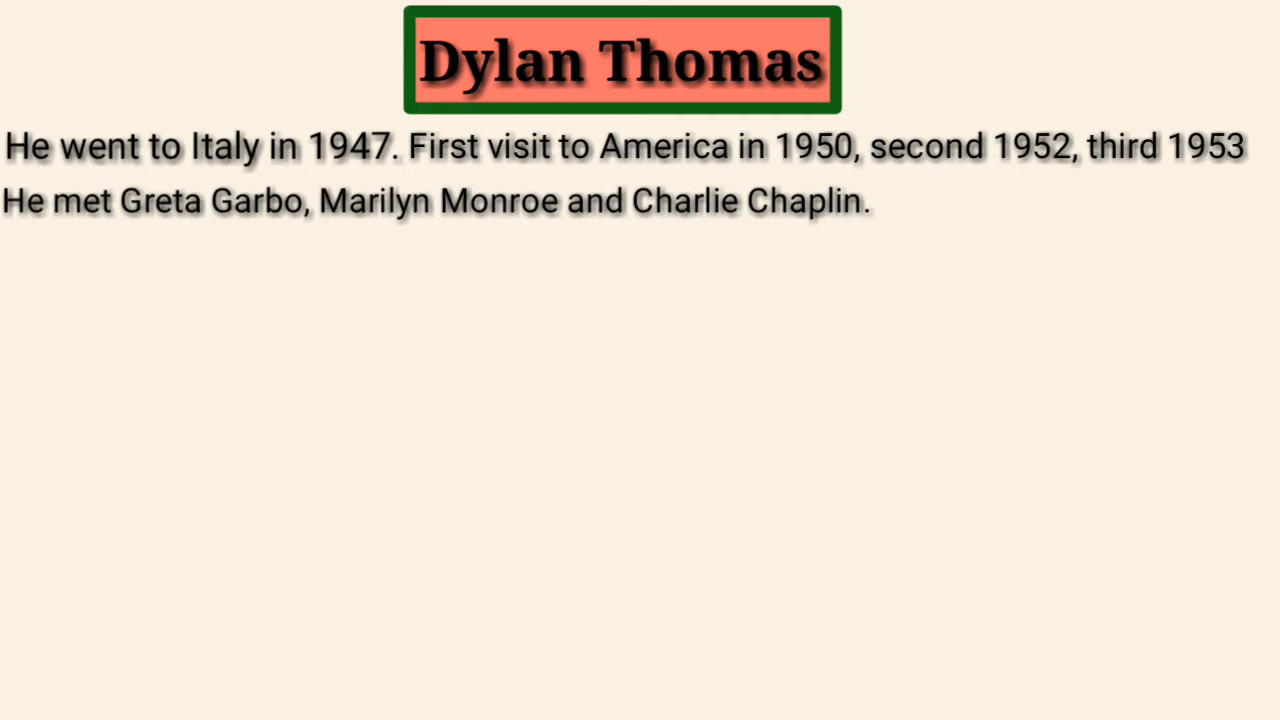 Dylan Thomas
He went to Italy in 1947. First visit to America in 1950, second 1952, third 1953
He met Greta Garbo, Marilyn Monroe and Charlie Chaplin.